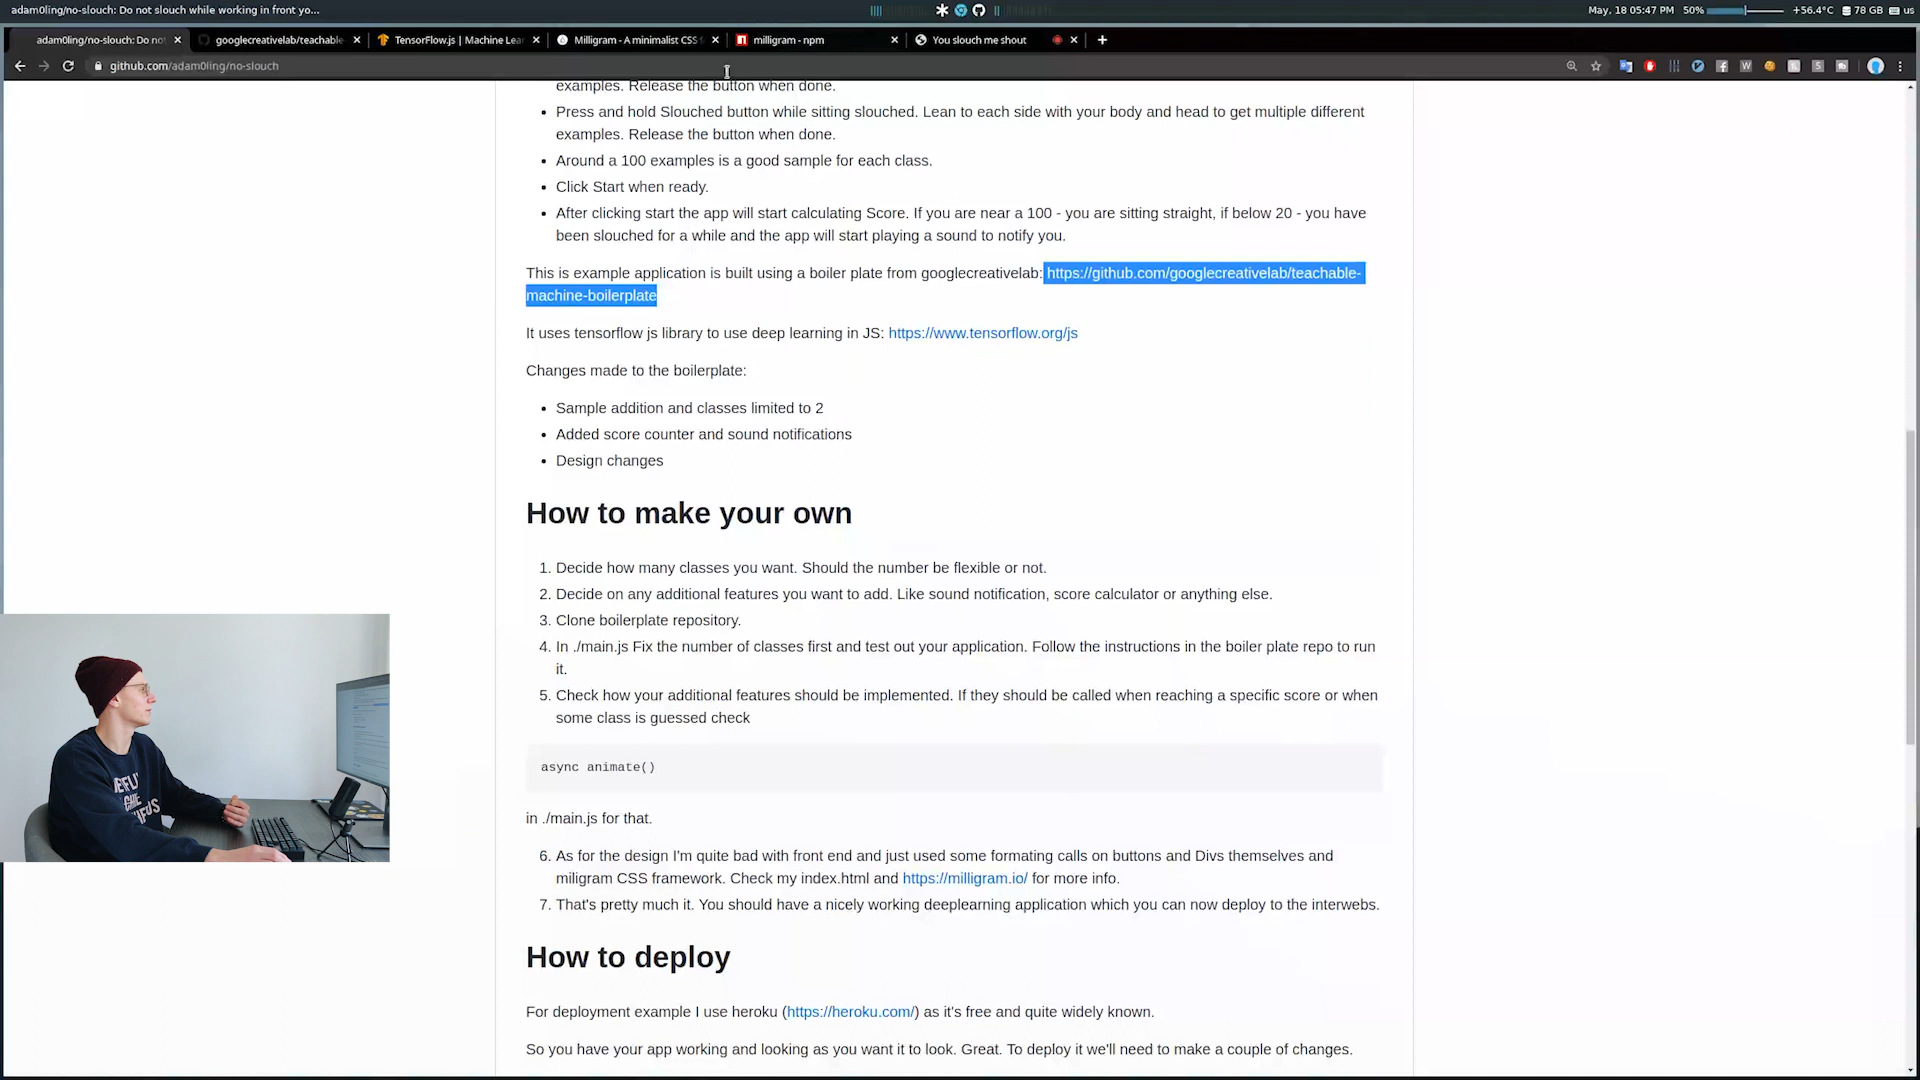 adam0ling/no-slouch: Do not slouch while working in front yo...
May, 18 05:47 PM 50% +56.4°C 78 GB us
adam0ling/no-slouch: Do not
googlecreativelab/teachable-
TensorFlow.js | Machine Lea
Milligram - A minimalist CSS
milligram - npm
You slouch me shout
github.com/adam0ling/no-slouch
examples. Release the button when done.
Press and hold Slouched button while sitting slouched. Lean to each side with your body and head to get multiple different
examples. Release the button when done.
Around a 100 examples is a good sample for each class.
Click Start when ready.
After clicking start the app will start calculating Score. If you are near a 100 - you are sitting straight, if below 20 - you have
been slouched for a while and the app will start playing a sound to notify you.
This is example application is built using a boiler plate from googlecreativelab: https://github.com/googlecreativelab/teachable-
machine-boilerplate
It uses tensorflow js library to use deep learning in JS: https://www.tensorflow.org/js
Changes made to the boilerplate:
Sample addition and classes limited to 2
Added score counter and sound notifications
Design changes
How to make your own
1. Decide how many classes you want. Should the number be flexible or not.
2. Decide on any additional features you want to add. Like sound notification, score calculator or anything else.
3. Clone boilerplate repository.
4. In ./main.js Fix the number of classes first and test out your application. Follow the instructions in the boiler plate repo to run
it.
5. Check how your additional features should be implemented. If they should be called when reaching a specific score or when
some class is guessed check
async animate()
in ./main.js for that.
6. As for the design I'm quite bad with front end and just used some formating calls on buttons and Divs themselves and
miligram CSS framework. Check my index.html and https://milligram.io/ for more info.
7. That's pretty much it. You should have a nicely working deeplearning application which you can now deploy to the interwebs.
How to deploy
For deployment example I use heroku (https://heroku.com/) as it's free and quite widely known.
So you have your app working and looking as you want it to look. Great. To deploy it we'll need to make a couple of changes.